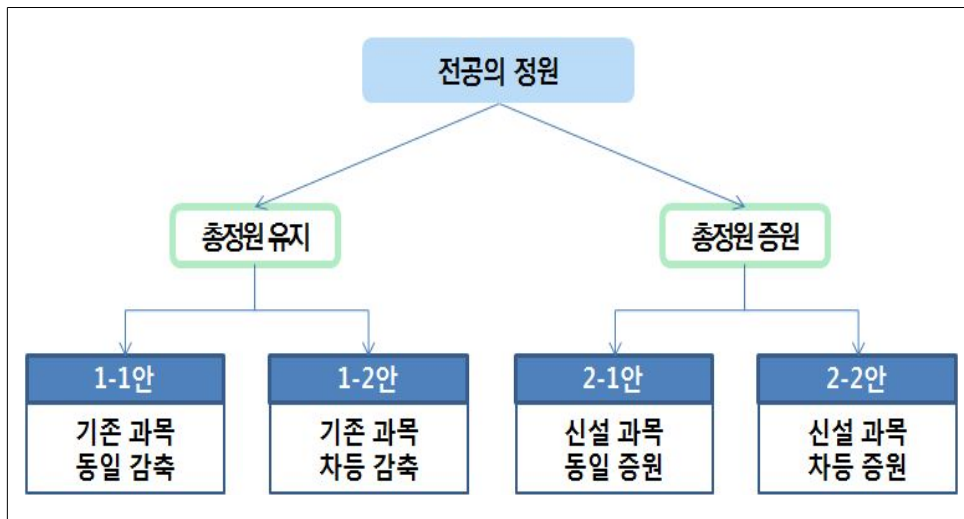 전공의 정원
총정원 유지
총정원 증원
1-1안
기존 과목
동일 감축
1-2안
기존 과목
차등 감축
2-1안
신설 과목
동일 증원
2-2안
신설 과목
차등 증원